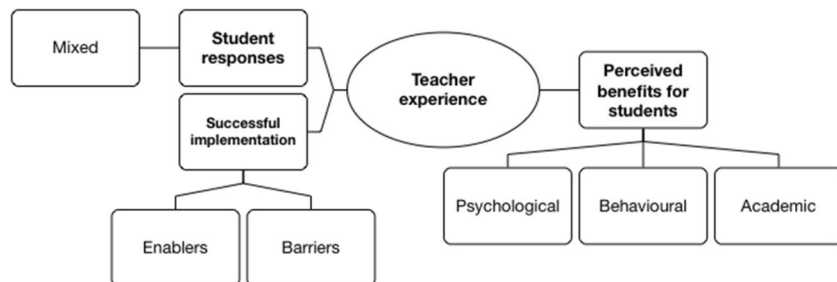 Mixed
Student
responses
Successful
implementation
Enablers
Barriers
Teacher
experience
Perceived
benefits for
students
Psychological
Behavioural
Academic